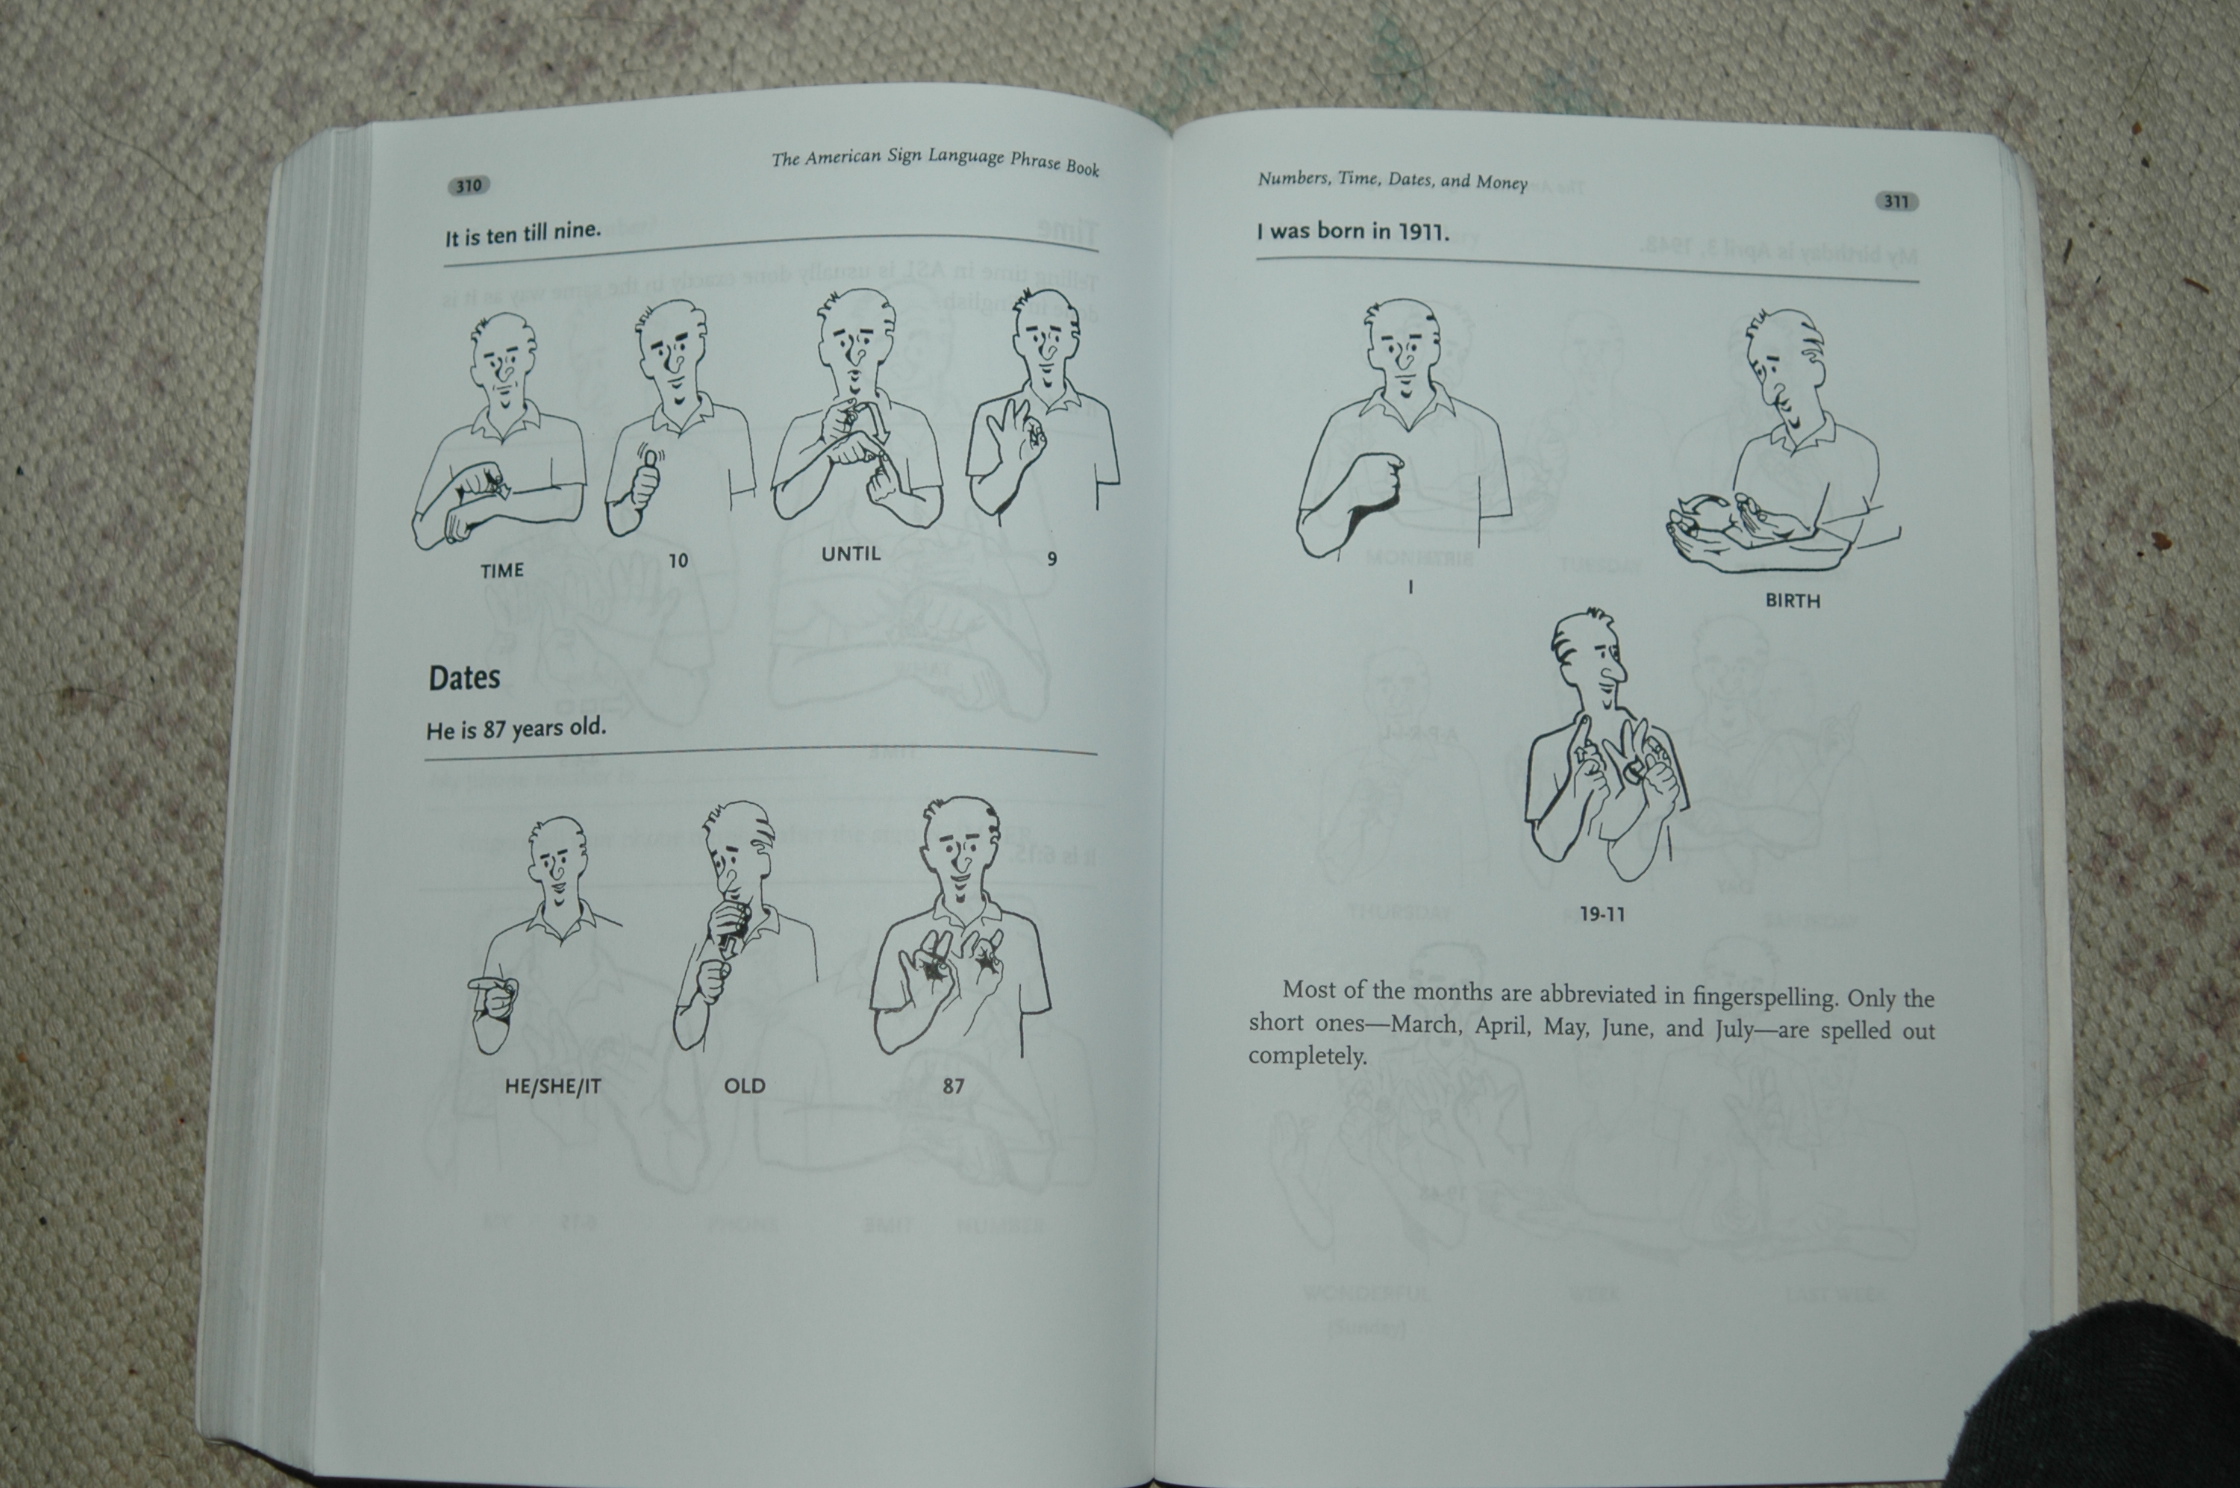 310
The American Sign Language Phrase Book
It is ten till nine.
TIME
10
UNTIL
9
Dates
He is 87 years old.
HE/SHE/IT
OLD
87
Numbers, Time, Dates, and Money
311
I was born in 1911.
I
BIRTH
19-11
Most of the months are abbreviated in fingerspelling. Only the
short ones—March, April, May, June, and July—are spelled out
completely.